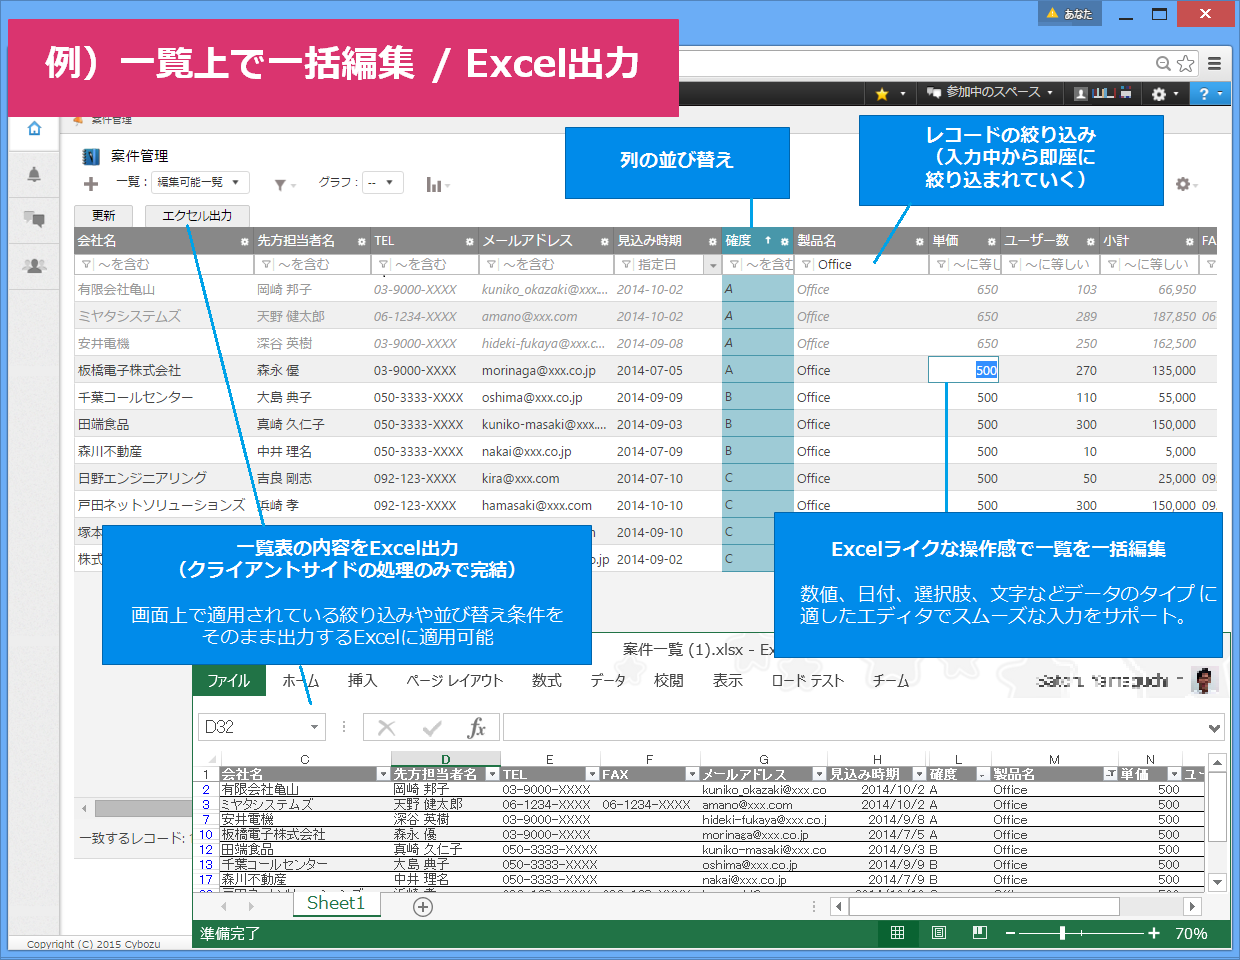 あなた
例）一覧上で一括編集 / Excel出力
参加中のスペース
案件管理
案件管理
一覧： 編集可能一覧
グラフ： --
列の並び替え
レコードの絞り込み
（入力中から即座に
絞り込まれていく）
更新 エクセル出力
会社名 先方担当者名 TEL メールアドレス 見込み時期 確度 ↑ 製品名 単価 ユーザー数 小計 FA
～を含む ～を含む ～を含む ～を含む 指定日 ～を含む Office ～に等し ～に等しい ～に等しい
有限会社亀山 岡崎 邦子 03-9000-XXXX kuniko_okazaki@xxx.... 2014-10-02 A Office 650 103 66,950
ミヤタシステムズ 天野 健太郎 06-1234-XXXX amano@xxx.com 2014-10-02 A Office 650 289 187,850 06
安井電機 深谷 英樹 03-9000-XXXX hideki-fukaya@xxx.c... 2014-09-08 A Office 650 250 162,500
板橋電子株式会社 森永 優 03-9000-XXXX morinaga@xxx.co.jp 2014-07-05 A Office 500 270 135,000
千葉コールセンター 大島 典子 050-3333-XXXX oshima@xxx.co.jp 2014-09-09 B Office 500 110 55,000
田端食品 真崎 久仁子 050-3333-XXXX kuniko-masaki@xxx.... 2014-09-03 B Office 500 300 150,000
森川不動産 中井 理名 050-3333-XXXX nakai@xxx.co.jp 2014-07-09 B Office 500 10 5,000
日野エンジニアリング 吉良 剛志 092-123-XXXX kira@xxx.com 2014-07-10 C Office 500 50 25,000 09.
戸田ネットソリューションズ 浜崎 孝 092-123-XXXX hamasaki@xxx.com 2014-10-10 C Office 500 300 150,000 09.
塚本 m 2014-09-10 C
株式 o.jp 2014-09-02 C
一覧表の内容をExcel出力
（クライアントサイドの処理のみで完結）
画面上で適用されている絞り込みや並び替え条件を
そのまま出力するExcelに適用可能
Excelライクな操作感で一覧を一括編集
数値、日付、選択肢、文字などデータのタイプに
適したエディタでスムーズな入力をサポート。
案件一覧 (1).xlsx - Ex
ファイル ホーム 挿入 ページ レイアウト 数式 データ 校閲 表示 ロード テスト チーム
D32 fx
C D E F G H L M N
1 会社名 先方担当者名 TEL FAX メールアドレス 見込み時期 確度 製品名 単価 ユー
2 有限会社亀山 岡崎 邦子 03-9000-XXXX kuniko_okazaki@xxx.co 2014/10/2 A Office 500
3 ミヤタシステムズ 天野 健太郎 06-1234-XXXX 06-1234-XXXX amano@xxx.com 2014/10/2 A Office 500
7 安井電機 深谷 英樹 03-9000-XXXX hideki-fukaya@xxx.co.j 2014/9/8 A Office 500
10 板橋電子株式会社 森永 優 03-9000-XXXX morinaga@xxx.co.jp 2014/7/5 A Office 500
12 田端食品 真崎 久仁子 050-3333-XXXX kuniko-masaki@xxx.co 2014/9/3 B Office 500
13 千葉コールセンター 大島 典子 050-3333-XXXX oshima@xxx.co.jp 2014/9/9 B Office 500
17 森川不動産 中井 理名 050-3333-XXXX nakai@xxx.co.jp 2014/7/9 B Office 500
一致するレコード:
Sheet1
準備完了 70%
Copyright (C) 2015 Cybozu